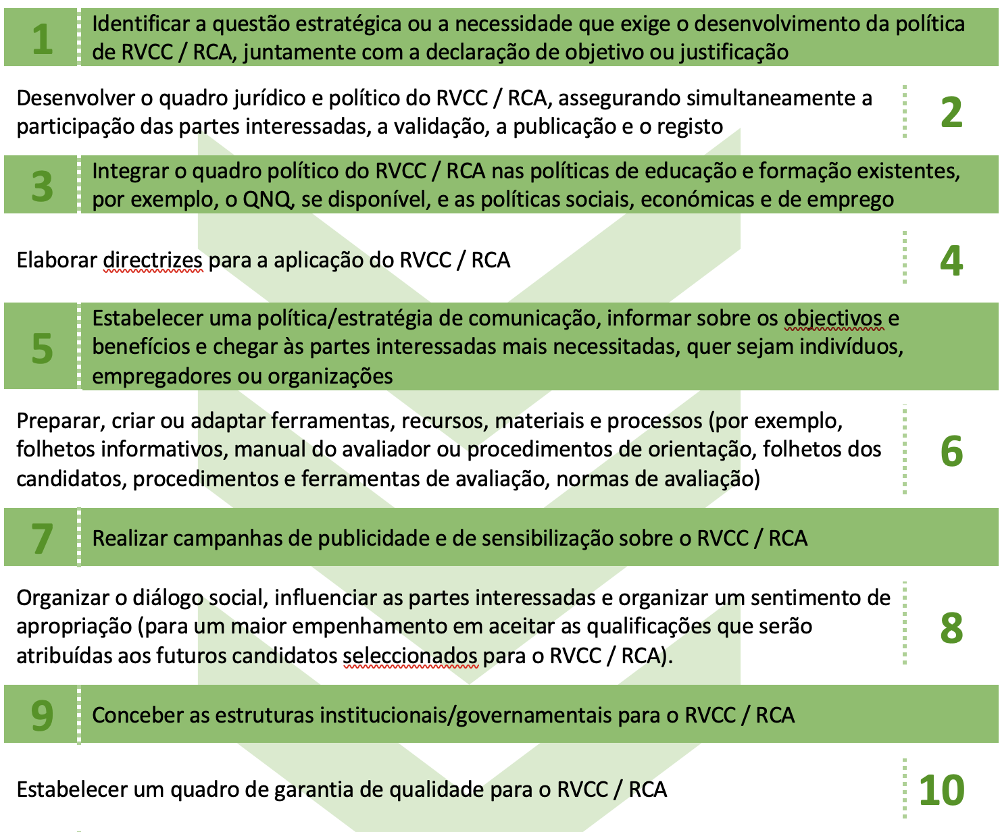 1
Identificar a questão estratégica ou a necessidade que exige o desenvolvimento da política
de RVCC / RCA, juntamente com a declaração de objetivo ou justificação
Desenvolver o quadro jurídico e político do RVCC / RCA, assegurando simultaneamente a
participação das partes interessadas, a validação, a publicação e o registo
2
3
Integrar o quadro político do RVCC / RCA nas políticas de educação e formação existentes,
por exemplo, o QNQ, se disponível, e as políticas sociais, económicas e de emprego
Elaborar directrizes para a aplicação do RVCC / RCA
4
5
Estabelecer uma política/estratégia de comunicação, informar sobre os objectivos e
benefícios e chegar às partes interessadas mais necessitadas, quer sejam indivíduos,
empregadores ou organizações
Preparar, criar ou adaptar ferramentas, recursos, materiais e processos (por exemplo,
folhetos informativos, manual do avaliador ou procedimentos de orientação, folhetos dos
candidatos, procedimentos e ferramentas de avaliação, normas de avaliação)
6
7
Realizar campanhas de publicidade e de sensibilização sobre o RVCC / RCA
Organizar o diálogo social, influenciar as partes interessadas e organizar um sentimento de
apropriação (para um maior empenhamento em aceitar as qualificações que serão
atribuídas aos futuros candidatos seleccionados para o RVCC / RCA).
8
9
Conceber as estruturas institucionais/governamentais para o RVCC / RCA
Estabelecer um quadro de garantia de qualidade para o RVCC / RCA
10